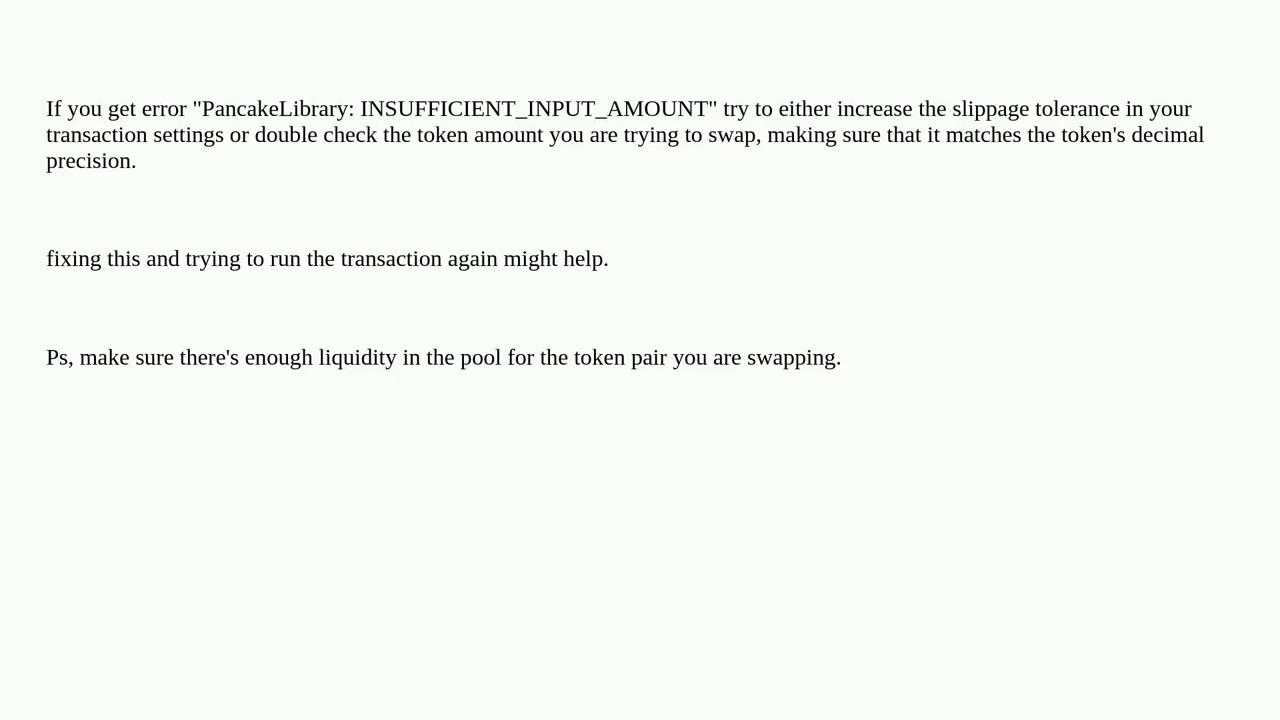 If you get error "PancakeLibrary: INSUFFICIENT_INPUT_AMOUNT" try to either increase the slippage tolerance in your
transaction settings or double check the token amount you are trying to swap, making sure that it matches the token's decimal
precision.
fixing this and trying to run the transaction again might help.
Ps, make sure there's enough liquidity in the pool for the token pair you are swapping.